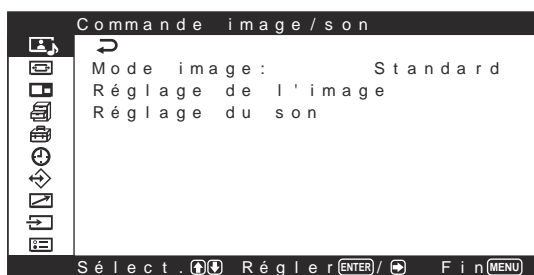 Commande image/son
Mode image: Standard
Réglage de l'image
Réglage du son
Sélect. Régler ENTER/ Fin MENU